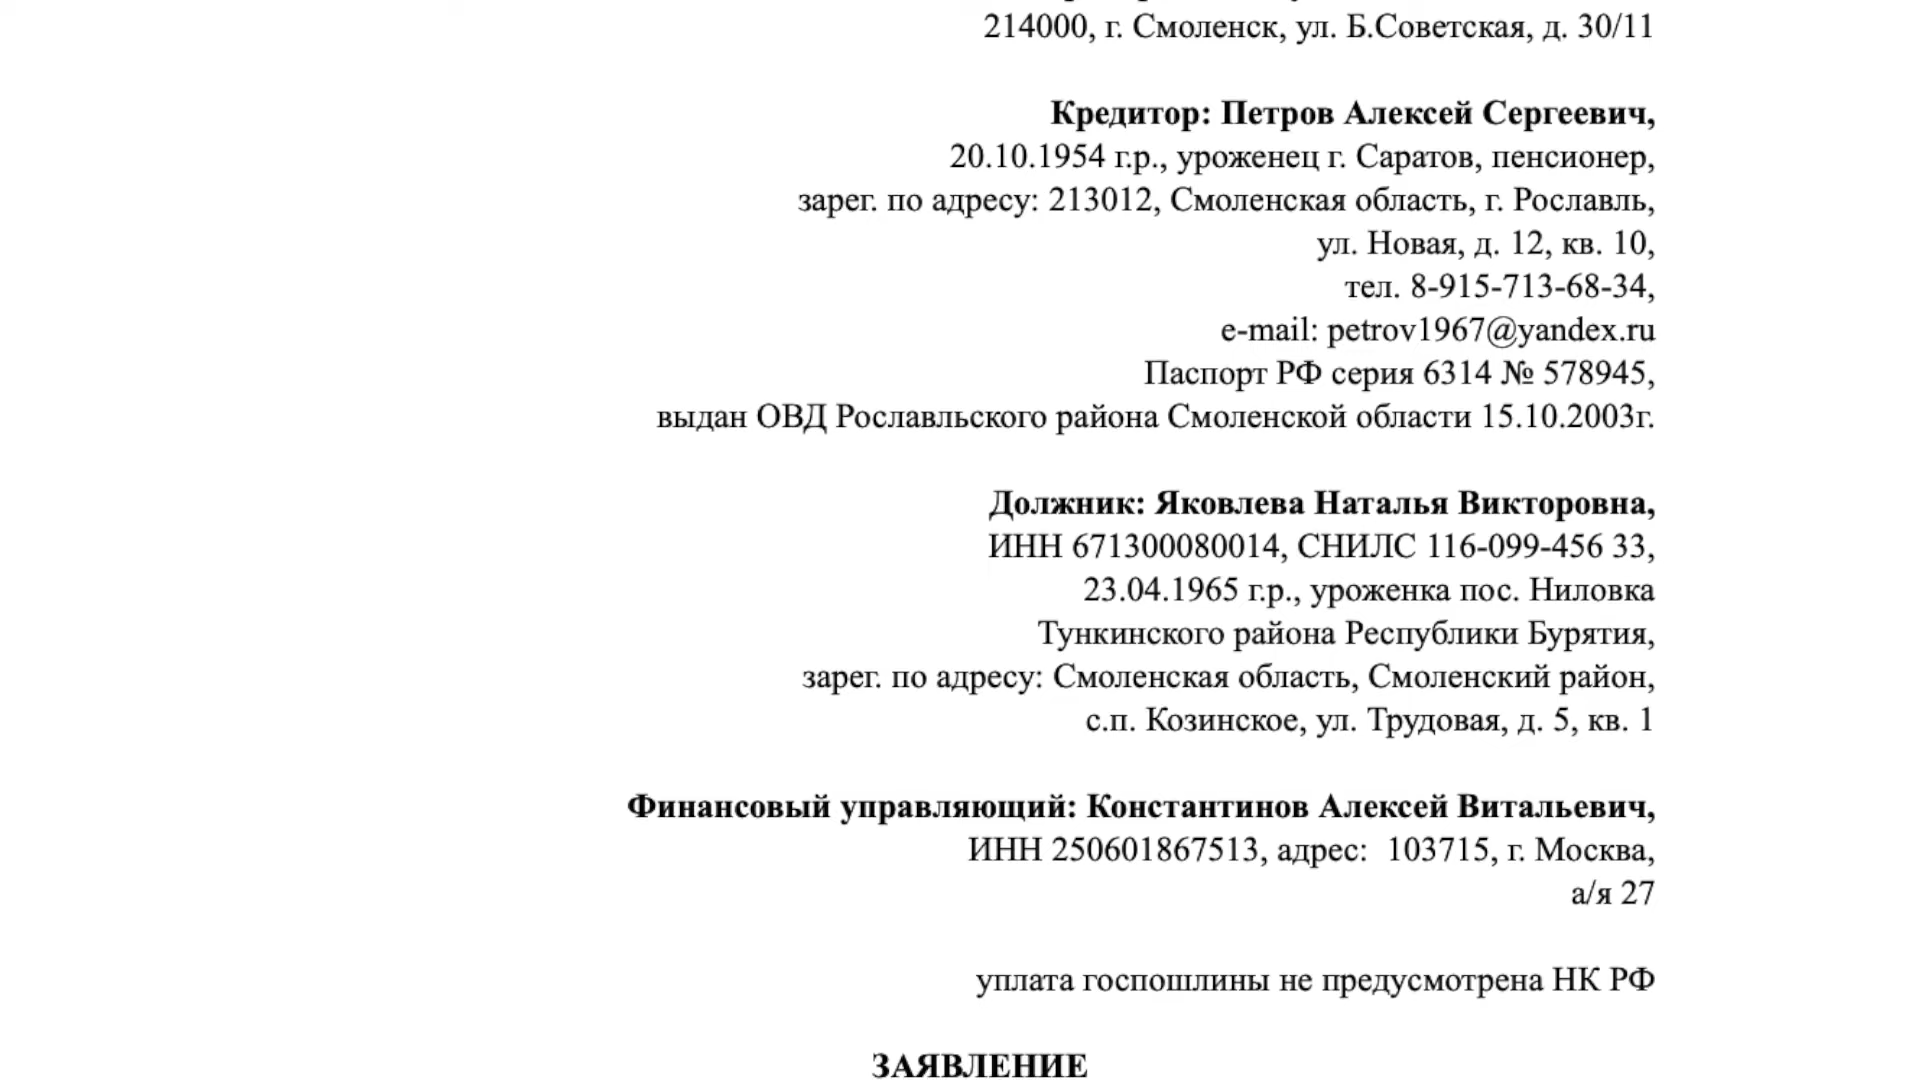 214000, г. Смоленск, ул. Б.Советская, д. 30/11
Кредитор: Петров Алексей Сергеевич,
20.10.1954 г.р., уроженец г. Саратов, пенсионер,
зарег. по адресу: 213012, Смоленская область, г. Рославль,
ул. Новая, д. 12, кв. 10,
тел. 8-915-713-68-34,
e-mail: petrov1967@yandex.ru
Паспорт РФ серия 6314 № 578945,
выдан ОВД Рославльского района Смоленской области 15.10.2003г.
Должник: Яковлева Наталья Викторовна,
ИНН 671300080014, СНИЛС 116-099-456 33,
23.04.1965 г.р., уроженка пос. Ниловка
Тункинского района Республики Бурятия,
зарег. по адресу: Смоленская область, Смоленский район,
с.п. Козинское, ул. Трудовая, д. 5, кв. 1
Финансовый управляющий: Константинов Алексей Витальевич,
ИНН 250601867513, адрес:  103715, г. Москва,
а/я 27
уплата госпошлины не предусмотрена НК РФ
ЗАЯВЛЕНИЕ